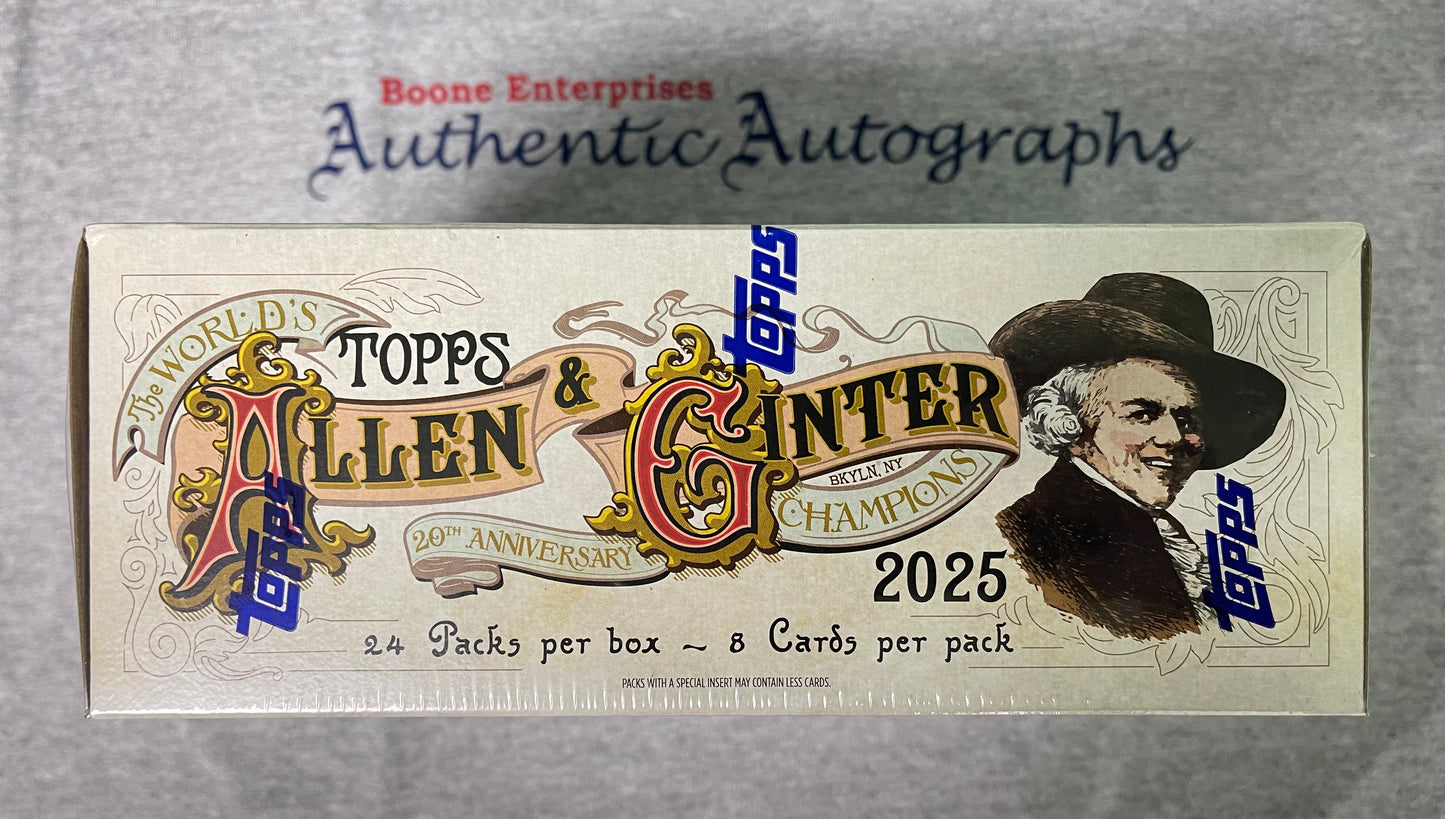 Boone Enterprises
Authentic Autographs
The WORLD'S
TOPPS
ALLEN & GINTER
BKYLN, NY
CHAMPIONS
20TH ANNIVERSARY
2025
24 Packs per box ~ 8 Cards per pack
PACKS WITH A SPECIAL INSERT MAY CONTAIN LESS CARDS.
topps
topps
topps